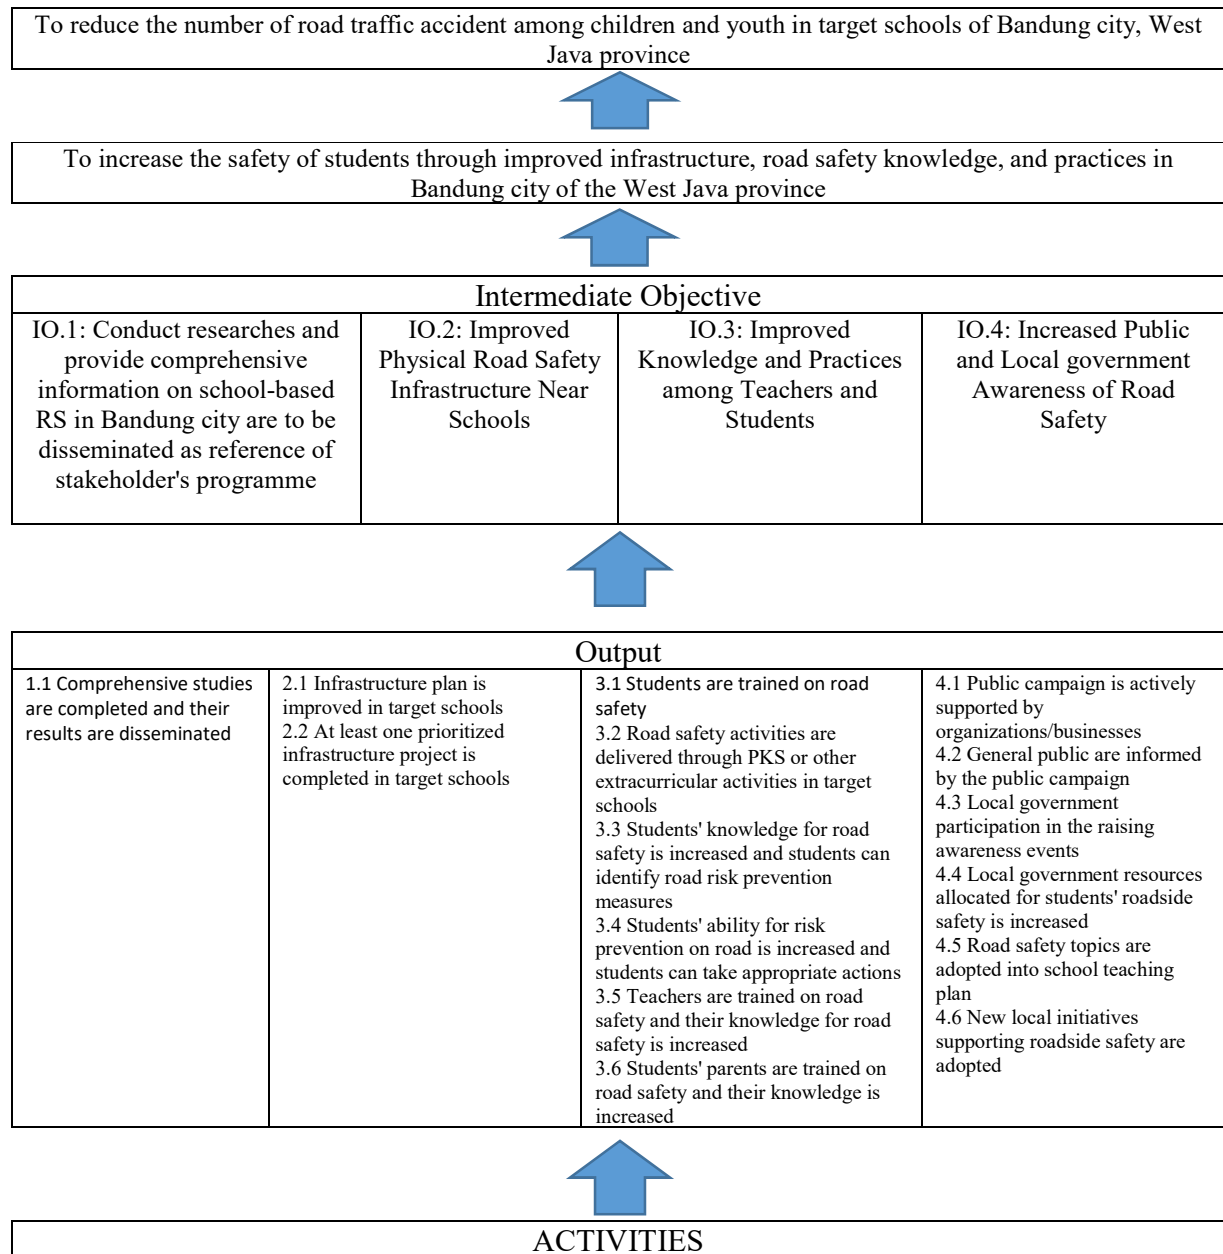 To reduce the number of road traffic accident among children and youth in target schools of Bandung city, West
Java province
To increase the safety of students through improved infrastructure, road safety knowledge, and practices in
Bandung city of the West Java province
Intermediate Objective
IO.1: Conduct researches and
provide comprehensive
information on school-based
RS in Bandung city are to be
disseminated as reference of
stakeholder's programme
IO.2: Improved
Physical Road Safety
Infrastructure Near
Schools
IO.3: Improved
Knowledge and Practices
among Teachers and
Students
IO.4: Increased Public
and Local government
Awareness of Road
Safety
Output
1.1 Comprehensive studies
are completed and their
results are disseminated
2.1 Infrastructure plan is
improved in target schools
2.2 At least one prioritized
infrastructure project is
completed in target schools
3.1 Students are trained on road
safety
3.2 Road safety activities are
delivered through PKS or other
extracurricular activities in target
schools
3.3 Students' knowledge for road
safety is increased and students can
identify road risk prevention
measures
3.4 Students' ability for risk
prevention on road is increased and
students can take appropriate actions
3.5 Teachers are trained on road
safety and their knowledge for road
safety is increased
3.6 Students' parents are trained on
road safety and their knowledge is
increased
4.1 Public campaign is actively
supported by
organizations/businesses
4.2 General public are informed
by the public campaign
4.3 Local government
participation in the raising
awareness events
4.4 Local government resources
allocated for students' roadside
safety is increased
4.5 Road safety topics are
adopted into school teaching
plan
4.6 New local initiatives
supporting roadside safety are
adopted
ACTIVITIES